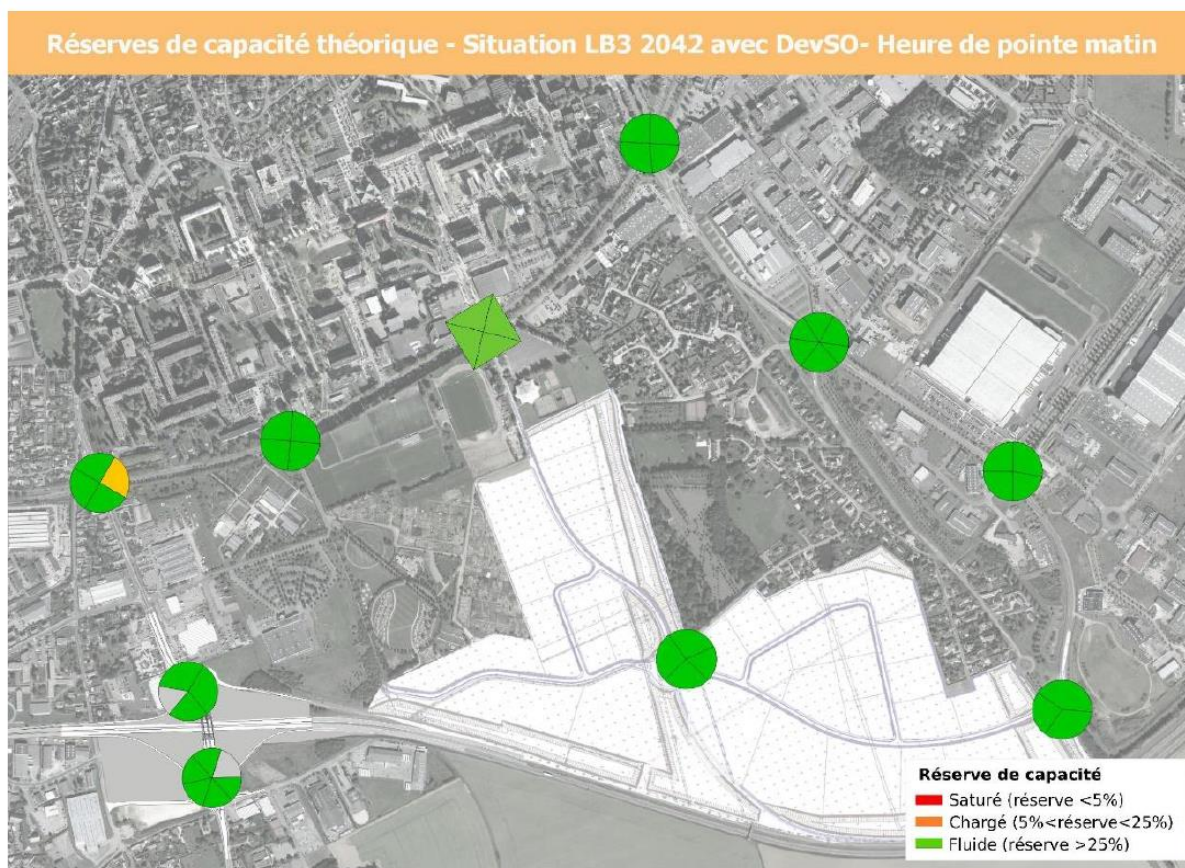 Réserves de capacité théorique - Situation LB3 2042 avec DevSO- Heure de pointe matin
Réserve de capacité
Saturé (réserve <5%)
Chargé (5%<réserve<25%)
Fluide (réserve >25%)